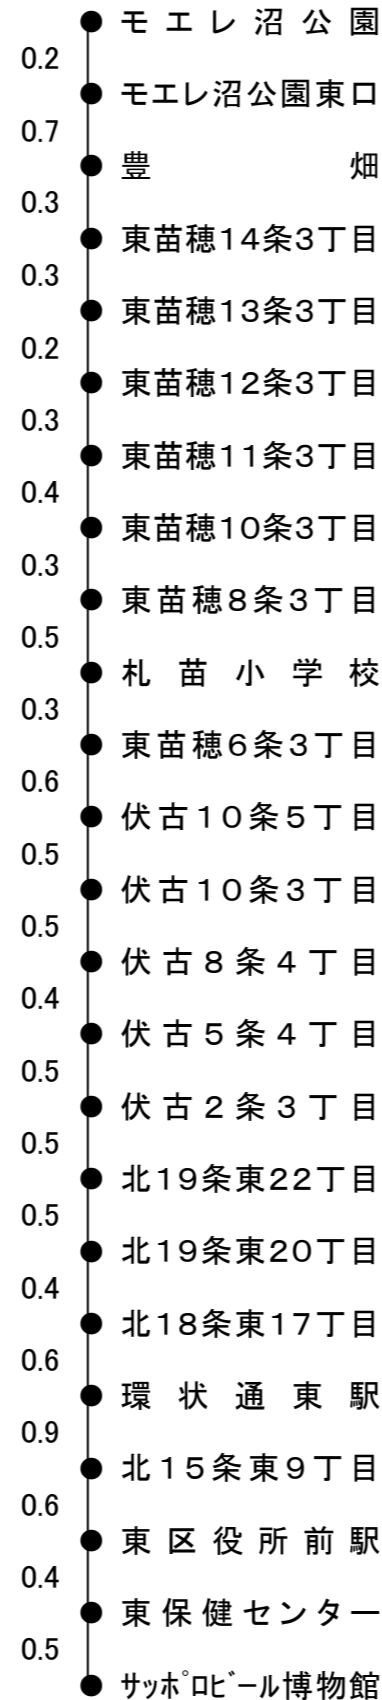 モエレ沼公園
0.2
モエレ沼公園東口
0.7
豊畑
0.3
東苗穂14条3丁目
0.3
東苗穂13条3丁目
0.2
東苗穂12条3丁目
0.3
東苗穂11条3丁目
0.4
東苗穂10条3丁目
0.3
東苗穂8条3丁目
0.5
札苗小学校
0.3
東苗穂6条3丁目
0.6
伏古10条5丁目
0.5
伏古10条3丁目
0.5
伏古8条4丁目
0.4
伏古5条4丁目
0.5
伏古2条3丁目
0.5
北19条東22丁目
0.5
北19条東20丁目
0.4
北18条東17丁目
0.6
環状通東駅
0.9
北15条東9丁目
0.6
東区役所前駅
0.4
東保健センター
0.5
ｻｯﾎﾟﾛﾋﾞｰﾙ博物館